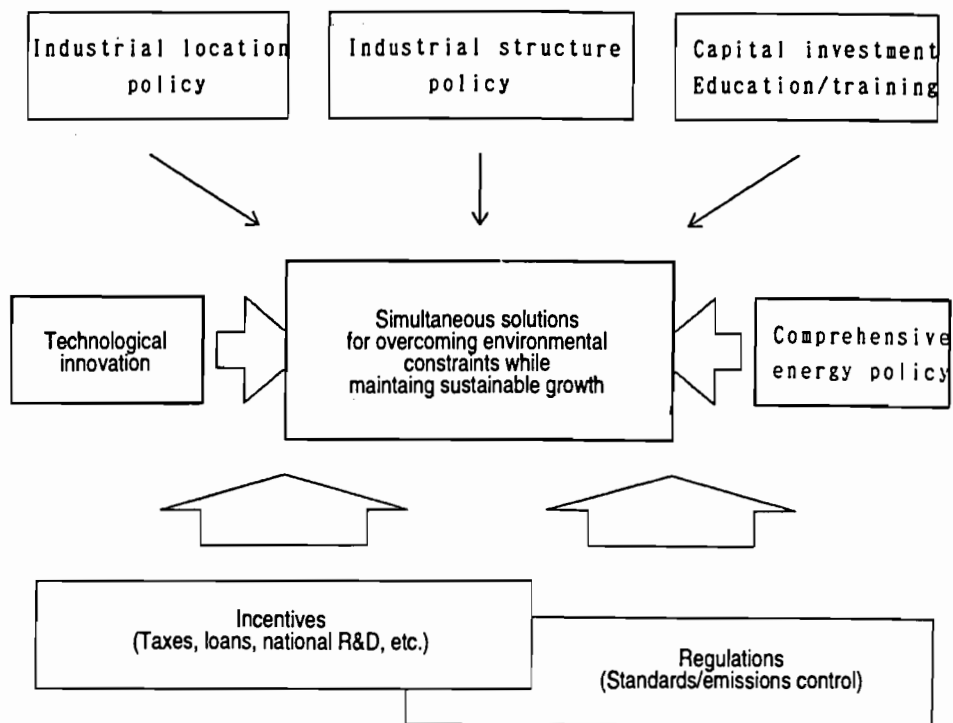 Industrial location
policy
Industrial structure
policy
Capital investment
Education/training
Technological
innovation
Simultaneous solutions
for overcoming environmental
constraints while
maintaing sustainable growth
Comprehensive
energy policy
Incentives
(Taxes, loans, national R&D, etc.)
Regulations
(Standards/emissions control)